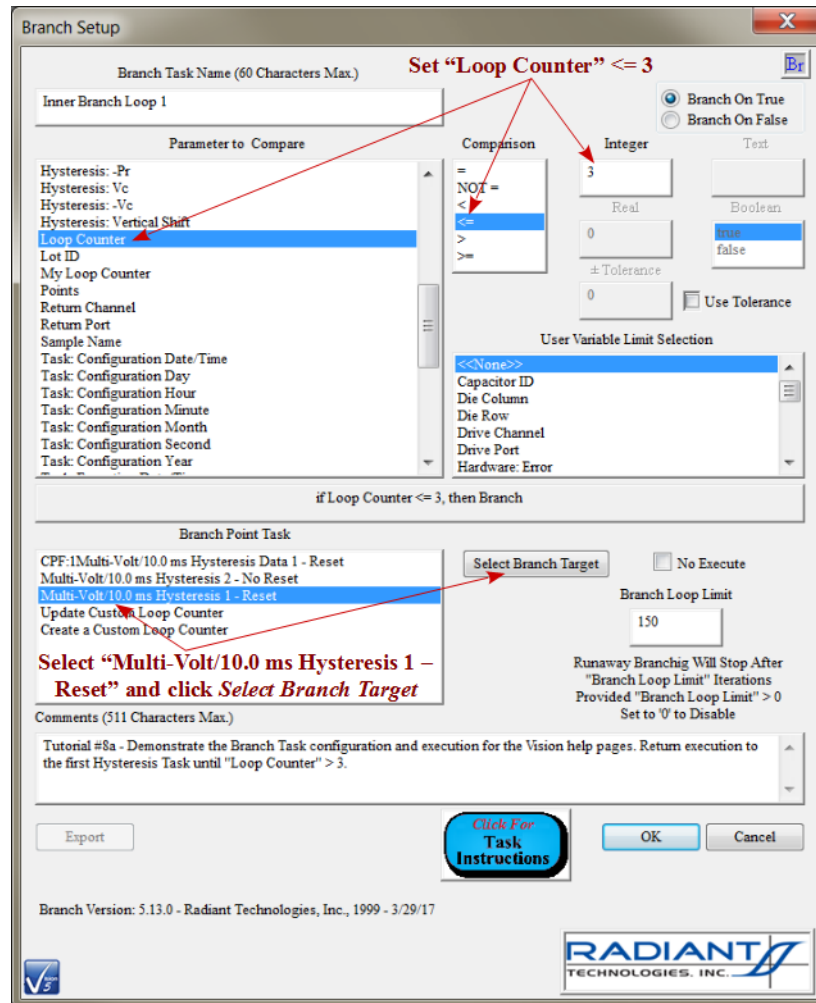 Branch Setup
X
Branch Task Name (60 Characters Max.)
Set “Loop Counter” <= 3
Br
Inner Branch Loop 1
Branch On True
Branch On False
Parameter to Compare
Comparison
Integer
Text
Hysteresis: -Pr
Hysteresis: Vc
Hysteresis: -Vc
Hysteresis: Vertical Shift
Loop Counter
Lot ID
My Loop Counter
Points
Return Channel
Return Port
Sample Name
Task: Configuration Date/Time
Task: Configuration Day
Task: Configuration Hour
Task: Configuration Minute
Task: Configuration Month
Task: Configuration Second
Task: Configuration Year
=
NOT =
<
<=
>
>=
3
Real
Boolean
0
true
false
± Tolerance
0
Use Tolerance
User Variable Limit Selection
<<None>>
Capacitor ID
Die Column
Die Row
Drive Channel
Drive Port
Hardware: Error
if Loop Counter <= 3, then Branch
Branch Point Task
CPF:1Multi-Volt/10.0 ms Hysteresis Data 1 - Reset
Multi-Volt/10.0 ms Hysteresis 2 - No Reset
Multi-Volt/10.0 ms Hysteresis 1 - Reset
Update Custom Loop Counter
Create a Custom Loop Counter
Select “Multi-Volt/10.0 ms Hysteresis 1 –
Reset” and click Select Branch Target
Select Branch Target
No Execute
Branch Loop Limit
150
Runaway Branchig Will Stop After
"Branch Loop Limit" Iterations
Provided "Branch Loop Limit" > 0
Set to '0' to Disable
Comments (511 Characters Max.)
Tutorial #8a - Demonstrate the Branch Task configuration and execution for the Vision help pages. Return execution to
the first Hysteresis Task until "Loop Counter" > 3.
Export
Click For
Task
Instructions
OK
Cancel
Branch Version: 5.13.0 - Radiant Technologies, Inc., 1999 - 3/29/17
RADIANT
TECHNOLOGIES, INC.